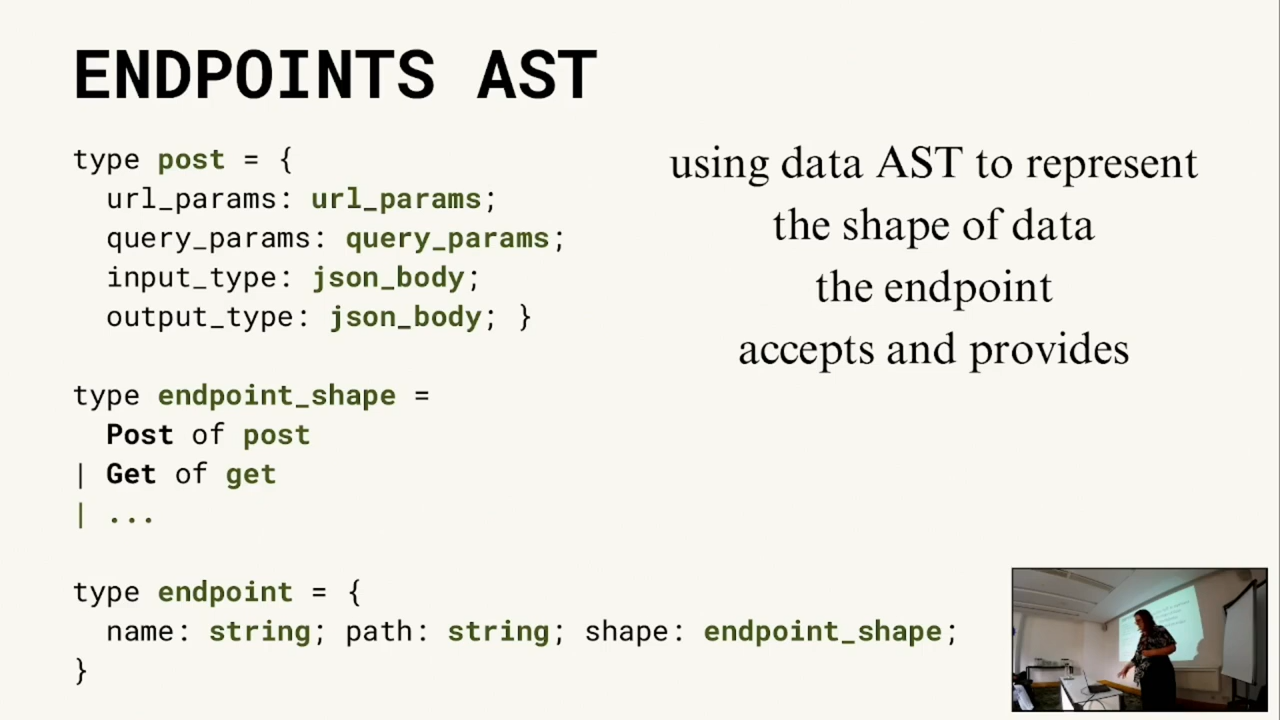 ENDPOINTS AST
type post = {
url_params: url_params;
query_params: query_params;
input_type: json_body;
output_type: json_body; }
type endpoint_shape =
Post of post
| Get of get
| ...
type endpoint = {
name: string; path: string; shape: endpoint_shape;
}
using data AST to represent
the shape of data
the endpoint
accepts and provides